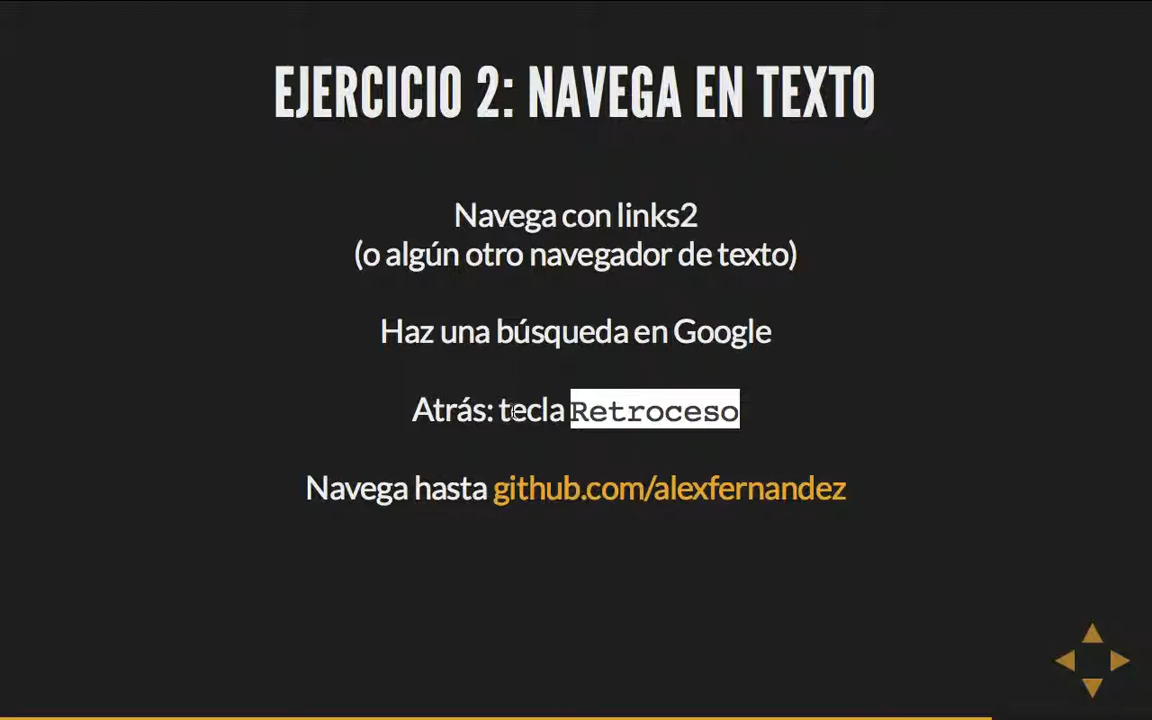 EJERCICIO 2: NAVEGA EN TEXTO
Navega con links2
(o algún otro navegador de texto)
Haz una búsqueda en Google
Atrás: tecla Retroceso
Navega hasta github.com/alexfernandez